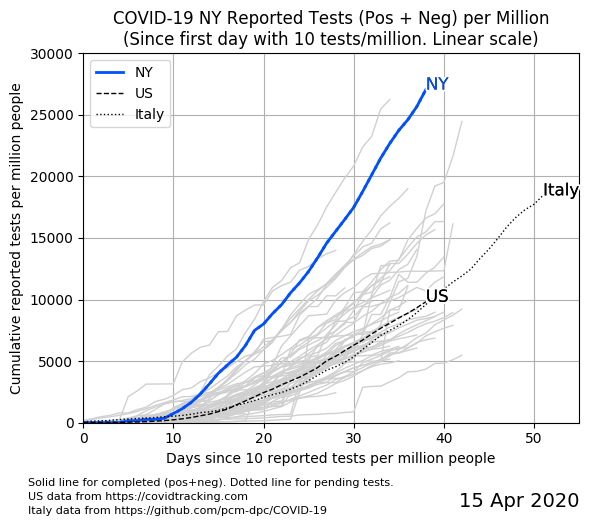 COVID-19 NY Reported Tests (Pos + Neg) per Million
(Since first day with 10 tests/million. Linear scale)
Cumulative reported tests per million people
30000
25000
20000
15000
10000
5000
0
NY
US
Italy
NY
Italy
US
0 10 20 30 40 50
Days since 10 reported tests per million people
Solid line for completed (pos+neg). Dotted line for pending tests.
US data from https://covidtracking.com
Italy data from https://github.com/pcm-dpc/COVID-19
15 Apr 2020